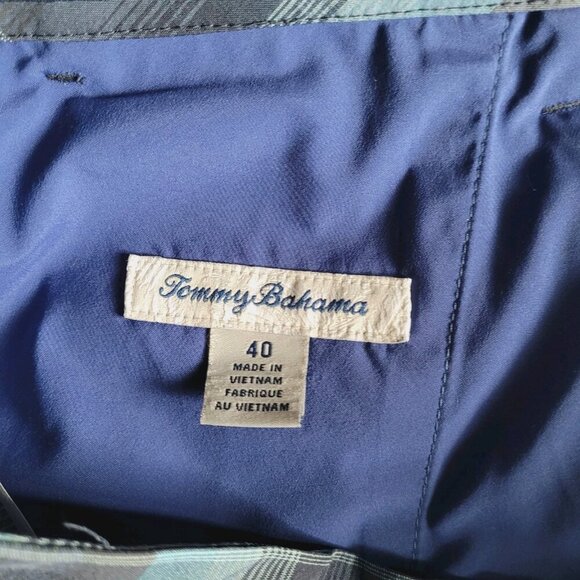 Tommy Bahama
40
MADE IN
VIETNAM
FABRIQUE
AU VIETNAM